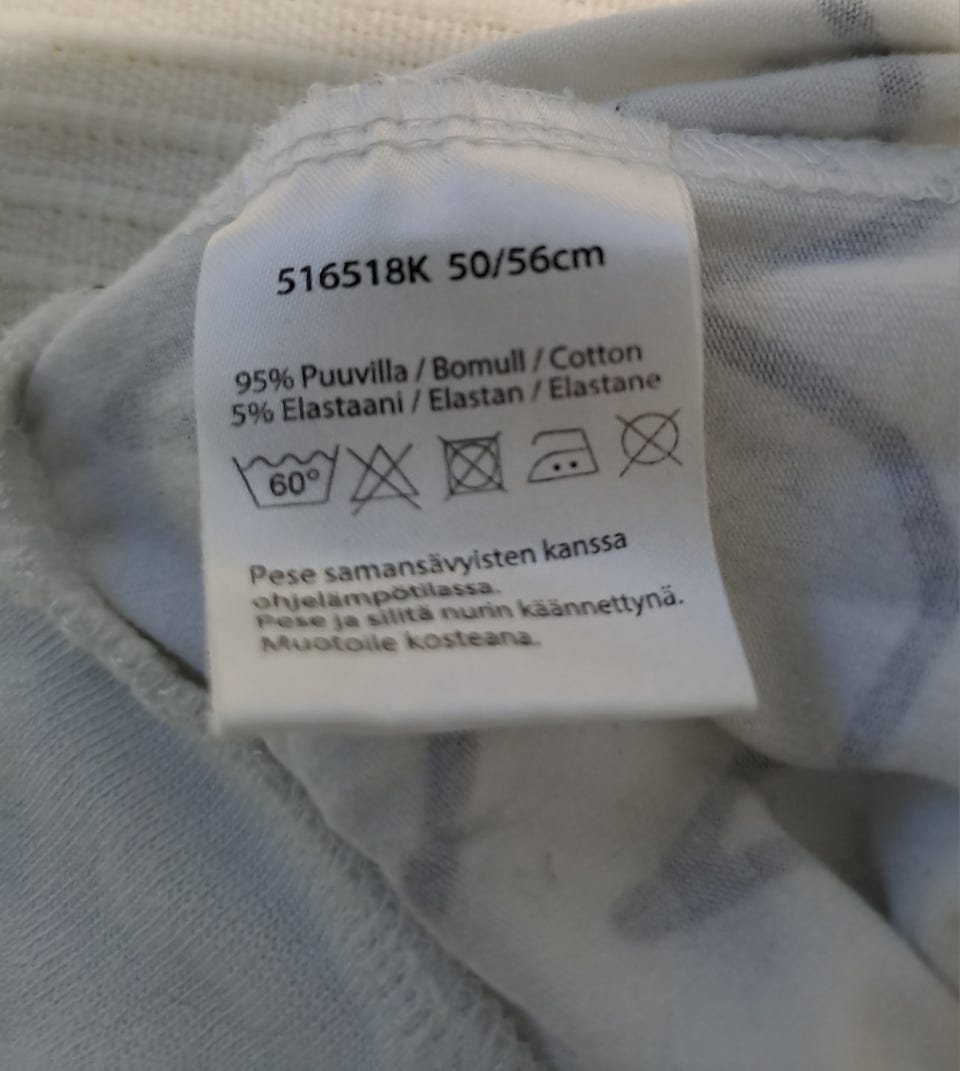 516518K 50/56cm
95% Puuvilla / Bomull / Cotton
5% Elastaani / Elastan / Elastane
60°
Pese samansävyisten kanssa
ohjelämpötilassa.
Pese ja silitä nurin käännettynä.
Muotoile kosteana.